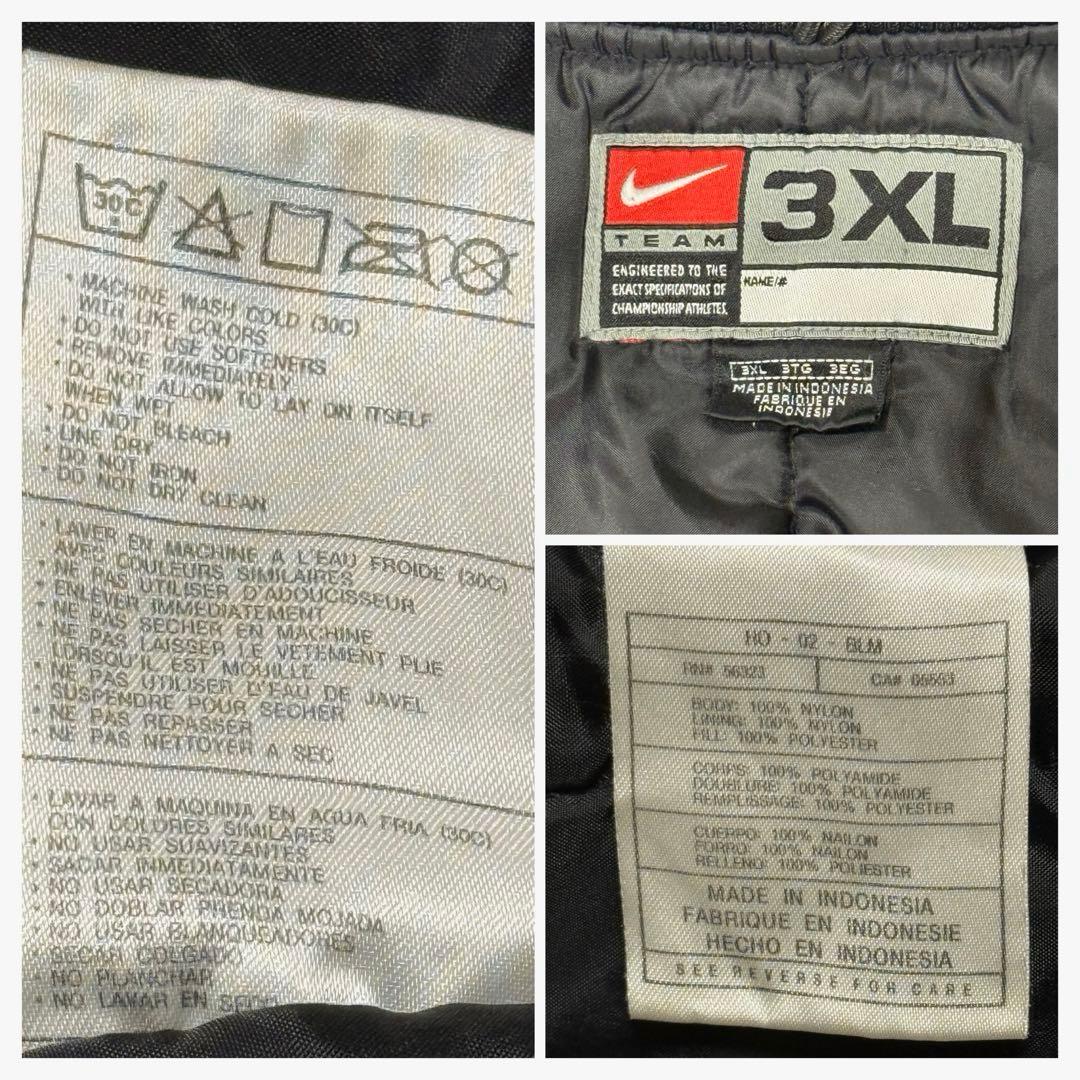 30C
• MACHINE WASH COLD (30C)
WITH LIKE COLORS
• DO NOT USE SOFTENERS
• REMOVE IMMEDIATELY
• DO NOT ALLOW TO LAY ON ITSELF
WHEN WET
• DO NOT BLEACH
• LINE DRY
• DO NOT IRON
• DO NOT DRY CLEAN
• LAVER EN MACHINE A L'EAU FROIDE (30C)
AVEC COULEURS SIMILAIRES
• NE PAS UTILISER D'ADOUCISSEUR
• ENLEVER IMMEDIATEMENT
• NE PAS SECHER EN MACHINE
• NE PAS LAISSER LE VETEMENT PLIE
LORSQU'IL EST MOUILLE
• NE PAS UTILISER D'EAU DE JAVEL
• SUSPENDRE POUR SECHER
• NE PAS REPASSER
• NE PAS NETTOYER A SEC
• LAVAR A MAQUINA EN AGUA FRIA (30C)
CON COLORES SIMILARES
• NO USAR SUAVIZANTES
• SACAR INMEDIATAMENTE
• NO USAR SECADORA
• NO DOBLAR PRENDA MOJADA
• NO USAR BLANQUEADORES
• SECAR COLGADO
• NO PLANCHAR
• NO LAVAR EN SECO
TEAM
ENGINEERED TO THE
EXACT SPECIFICATIONS OF
CHAMPIONSHIP ATHLETES.
3XL
NAME/#
3XL 3TG 3EG
MADE IN INDONESIA
FABRIQUE EN
INDONESIE
HO - 02 - BLM
RN# 56323 CA# 05553
BODY: 100% NYLON
LINING: 100% NYLON
FILL: 100% POLYESTER
CORPS: 100% POLYAMIDE
DOUBLURE: 100% POLYAMIDE
REMPLISSAGE: 100% POLYESTER
CUERPO: 100% NAILON
FORRO: 100% NAILON
RELLENO: 100% POLIESTER
MADE IN INDONESIA
FABRIQUE EN INDONESIE
HECHO EN INDONESIA
SEE REVERSE FOR CARE